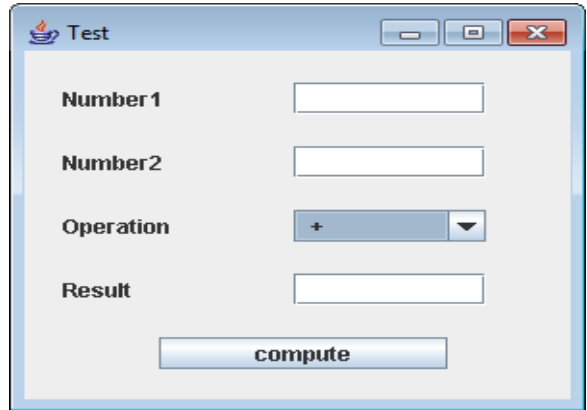 Test
Number1
Number2
Operation +
Result
compute